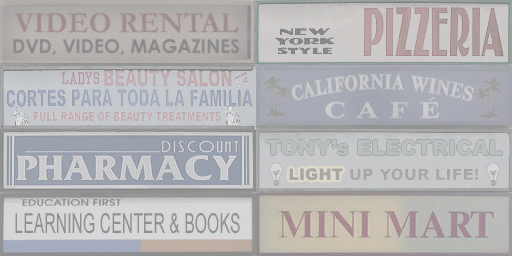 VIDEO RENTAL
DVD, VIDEO, MAGAZINES
NEW YORK STYLE PIZZERIA
LADYS BEAUTY SALON
CORTES PARA TODA LA FAMILIA
FULL RANGE OF BEAUTY TREATMENTS
CALIFORNIA WINES
CAFÉ
DISCOUNT
PHARMACY
TONY'S ELECTRICAL
LIGHT UP YOUR LIFE!
EDUCATION FIRST
LEARNING CENTER & BOOKS
MINI MART